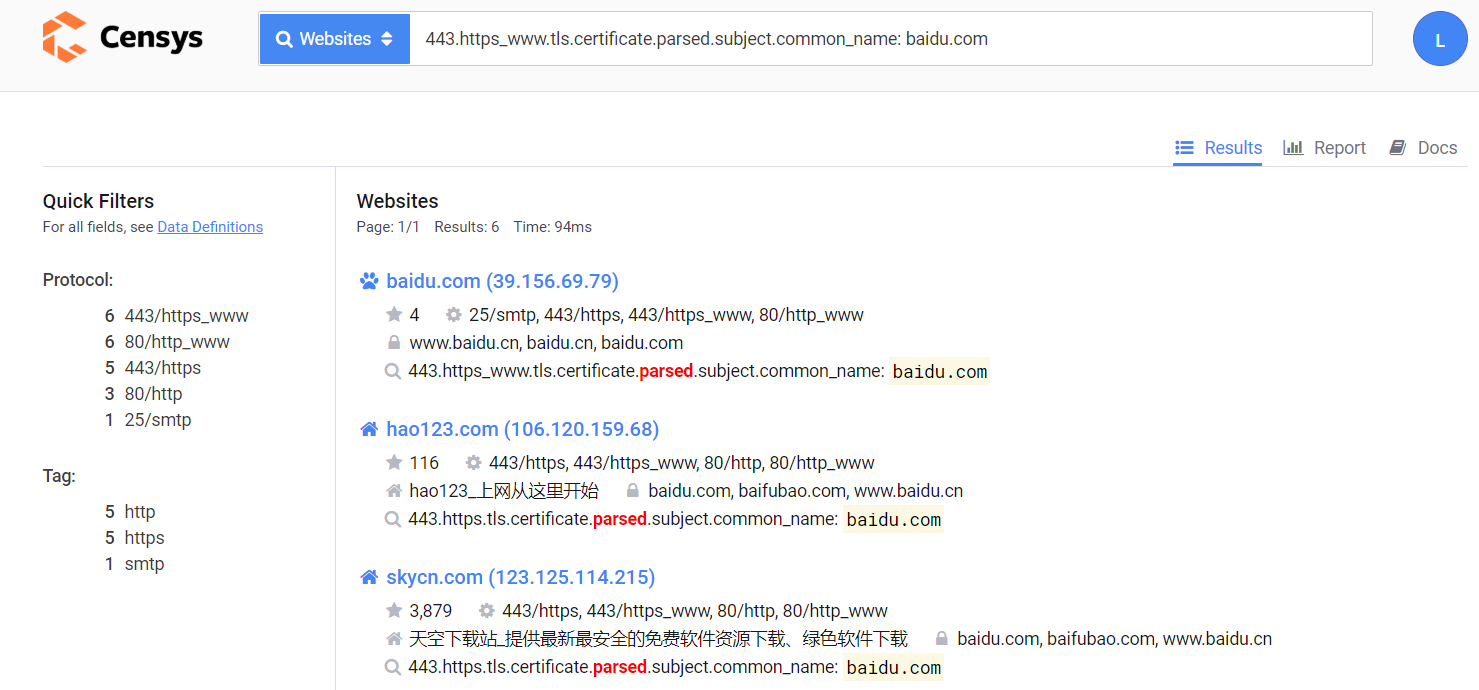 Censys
Websites
443.https_www.tls.certificate.parsed.subject.common_name: baidu.com
L
Results
Report
Docs
Quick Filters
For all fields, see Data Definitions
Protocol:
6 443/https_www
6 80/http_www
5 443/https
3 80/http
1 25/smtp
Tag:
5 http
5 https
1 smtp
Websites
Page: 1/1 Results: 6 Time: 94ms
baidu.com (39.156.69.79)
4 25/smtp, 443/https, 443/https_www, 80/http_www
www.baidu.cn, baidu.cn, baidu.com
443.https_www.tls.certificate.parsed.subject.common_name: baidu.com
hao123.com (106.120.159.68)
116 443/https, 443/https_www, 80/http, 80/http_www
hao123_上网从这里开始 baidu.com, baifubao.com, www.baidu.cn
443.https.tls.certificate.parsed.subject.common_name: baidu.com
skycn.com (123.125.114.215)
3,879 443/https, 443/https_www, 80/http, 80/http_www
天空下载站_提供最新最安全的免费软件资源下载、绿色软件下载 baidu.com, baifubao.com, www.baidu.cn
443.https.tls.certificate.parsed.subject.common_name: baidu.com